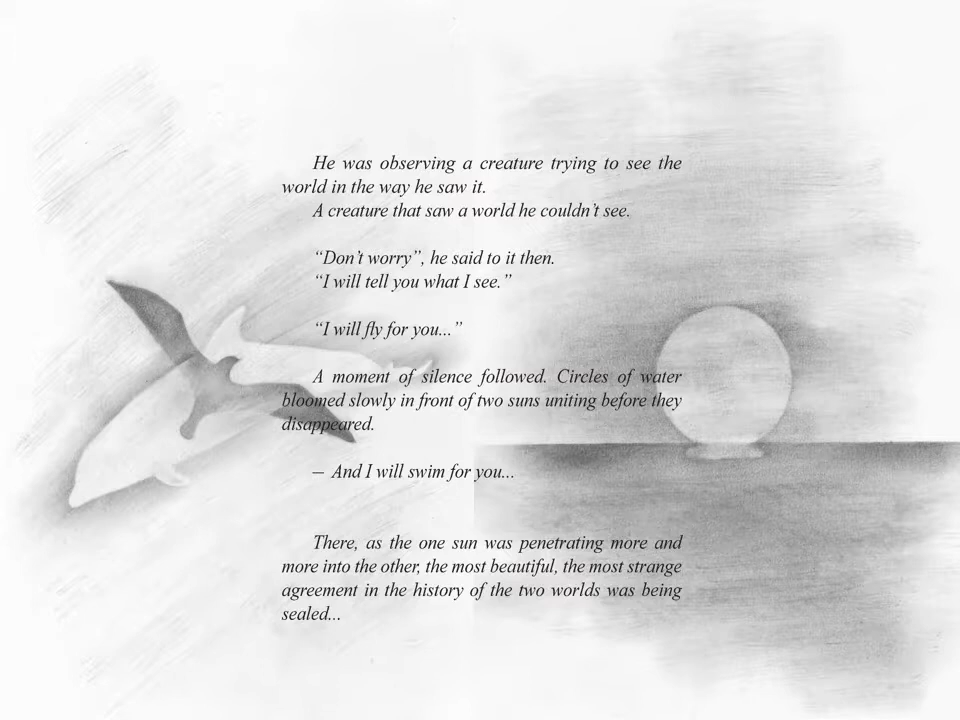 He was observing a creature trying to see the
world in the way he saw it.
A creature that saw a world he couldn’t see.
“Don’t worry”, he said to it then.
“I will tell you what I see.”
“I will fly for you...”
A moment of silence followed. Circles of water
bloomed slowly in front of two suns uniting before they
disappeared.
– And I will swim for you...
There, as the one sun was penetrating more and
more into the other, the most beautiful, the most strange
agreement in the history of the two worlds was being
sealed...